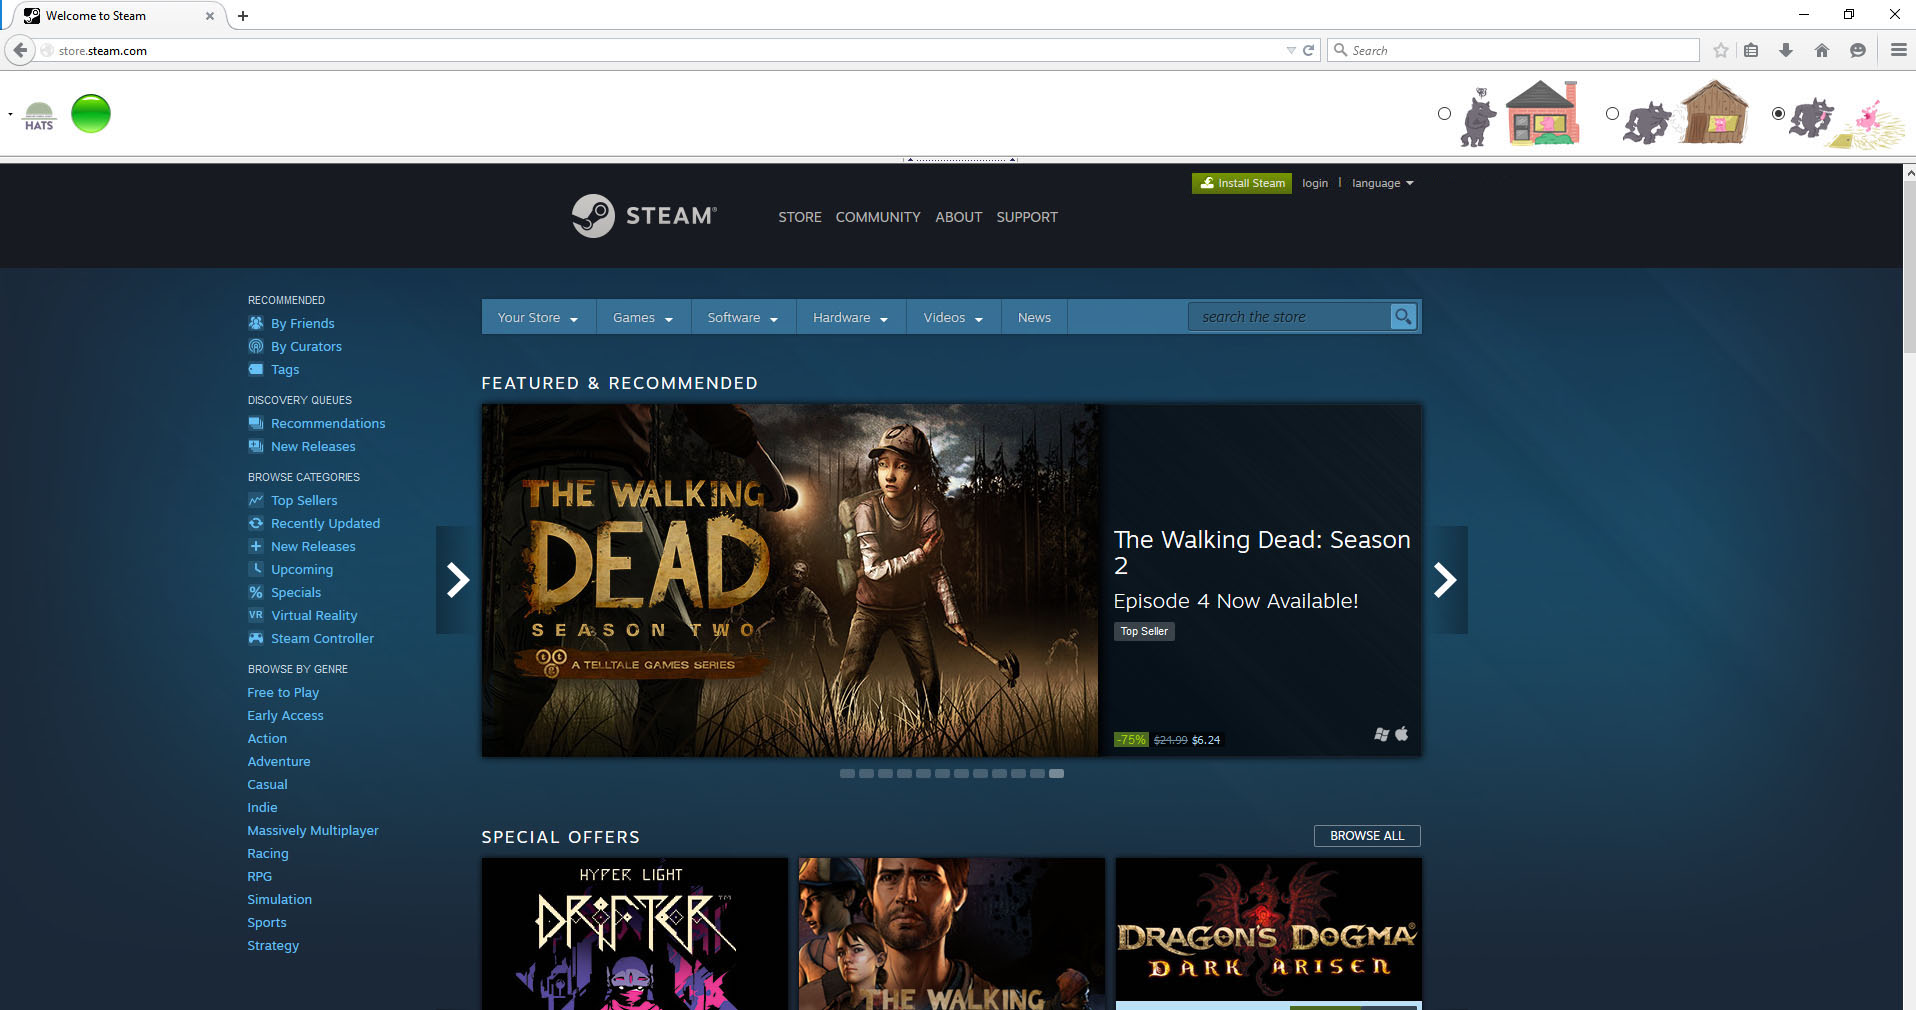 Welcome to Steam
store.steam.com
Search
HATS
Install Steam login | language
STEAM®
STORE COMMUNITY ABOUT SUPPORT
RECOMMENDED
By Friends
By Curators
Tags
DISCOVERY QUEUES
Recommendations
New Releases
BROWSE CATEGORIES
Top Sellers
Recently Updated
New Releases
Upcoming
Specials
VR Virtual Reality
Steam Controller
BROWSE BY GENRE
Free to Play
Early Access
Action
Adventure
Casual
Indie
Massively Multiplayer
Racing
RPG
Simulation
Sports
Strategy
Your Store Games Software Hardware Videos News
search the store
FEATURED & RECOMMENDED
THE WALKING
DEAD
SEASON TWO
A TELLTALE GAMES SERIES
The Walking Dead: Season
2
Episode 4 Now Available!
Top Seller
-75% $24.99 $6.24
SPECIAL OFFERS
BROWSE ALL
HYPER LIGHT
DRIFTER™
THE WALKING
DRAGON'S DOGMA®
DARK ARISEN